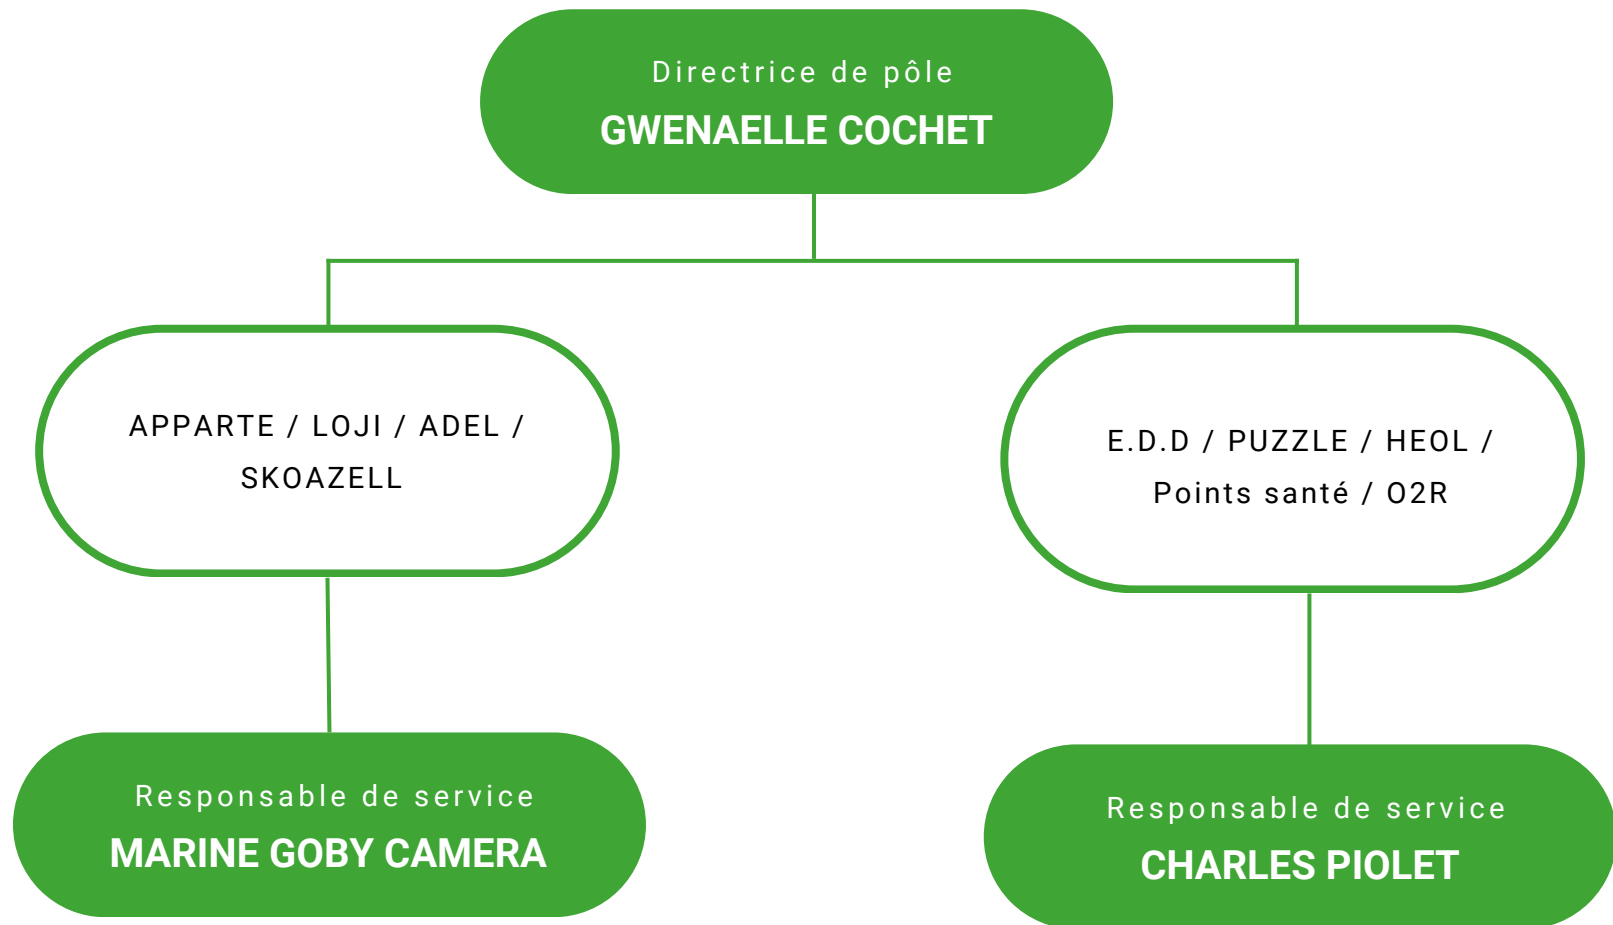 Directrice de pôle
GWENAELLE COCHET
APPARTE / LOJI / ADEL /
SKOAZELL
E.D.D / PUZZLE / HEOL /
Points santé / O2R
Responsable de service
MARINE GOBY CAMERA
Responsable de service
CHARLES PIOLET